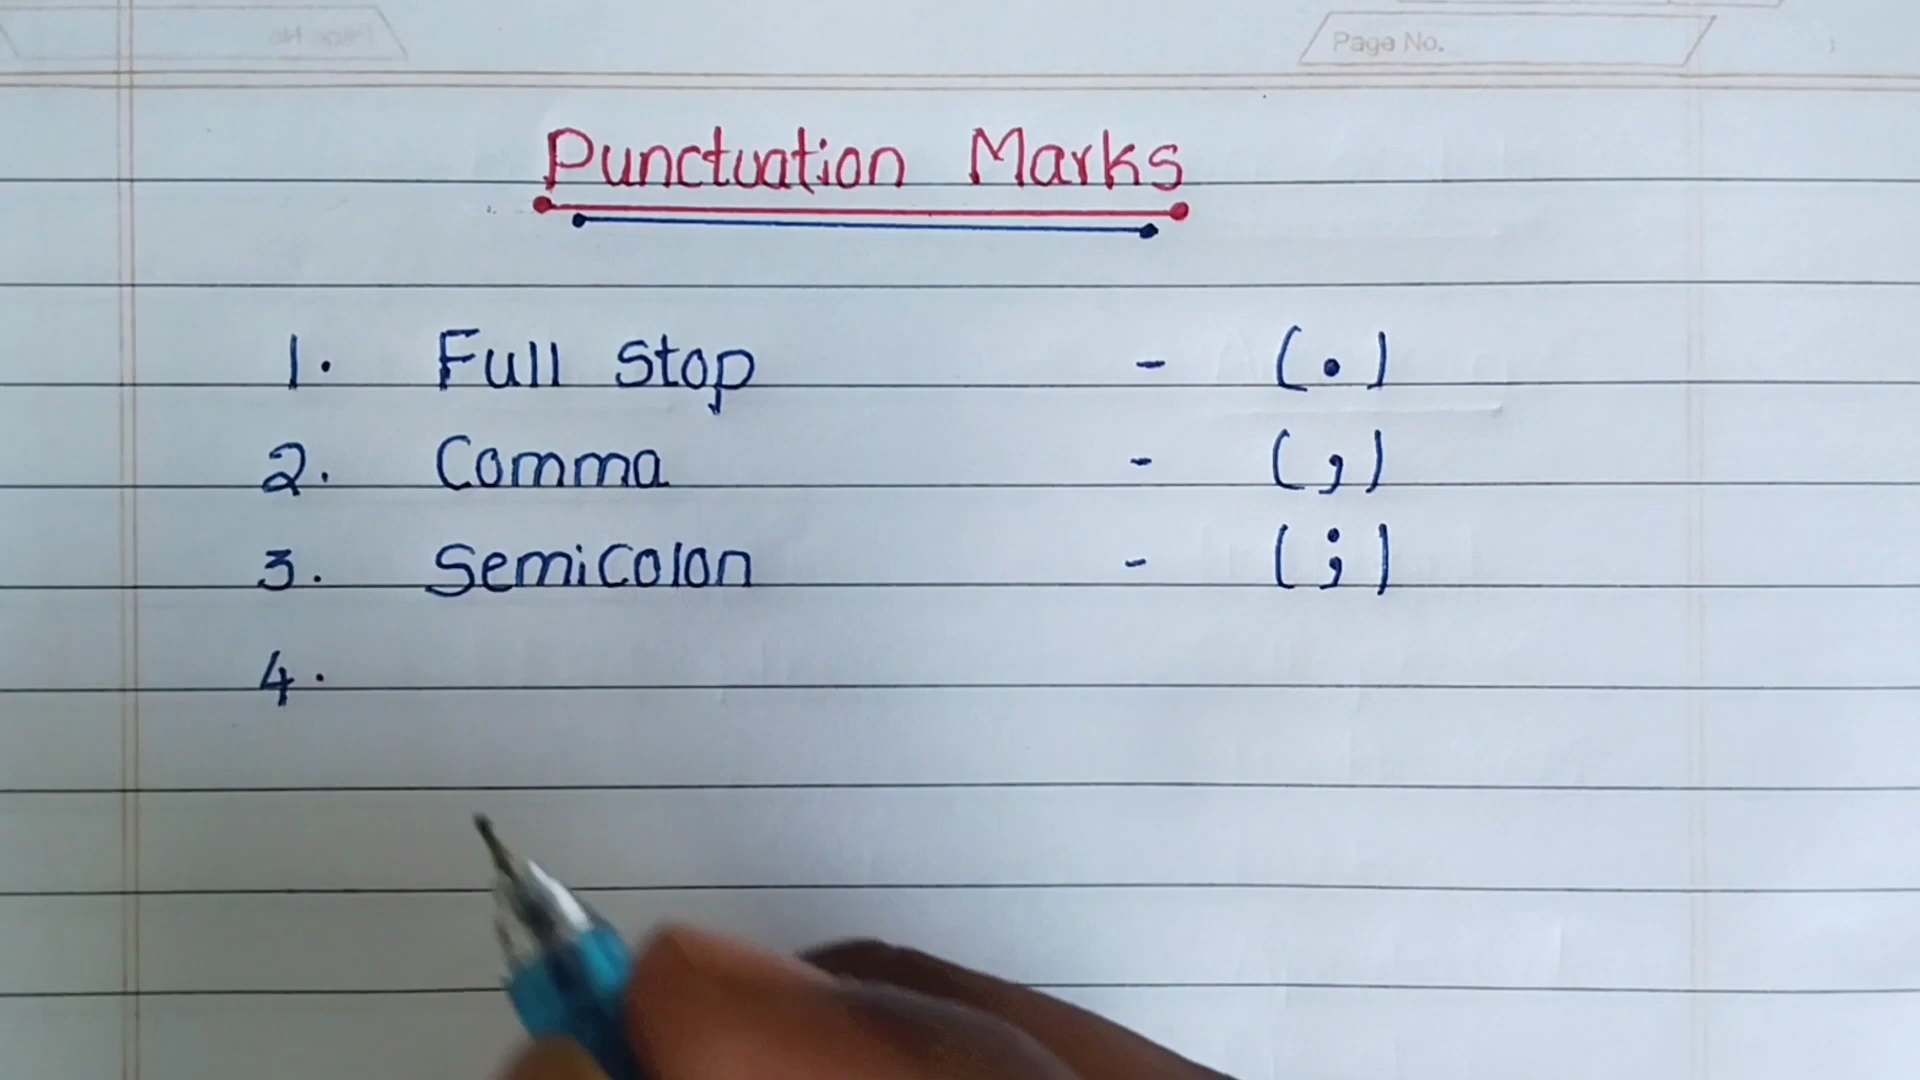 Page No.
Punctuation Marks
1. Full Stop - (.)
2. Comma - (,)
3. Semicolon - (;)
4.